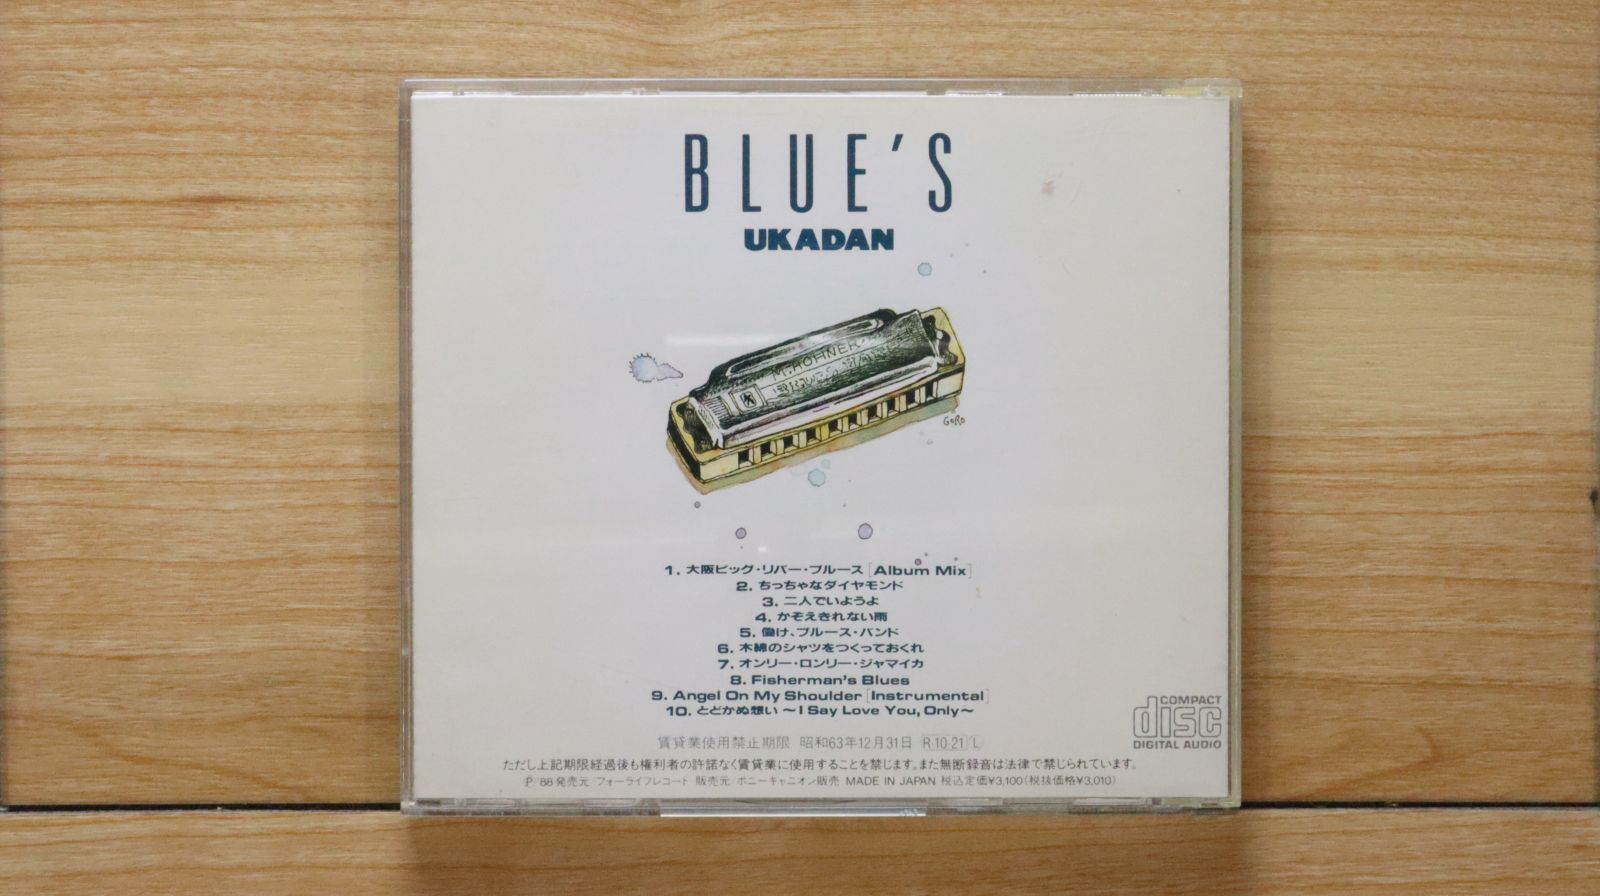 BLUE'S
UKADAN
M. HOHNER
GORO
1. 大阪ビッグ・リバー・ブルース [Album Mix]
2. ちっちゃなダイヤモンド
3. 二人でいようよ
4. かぞえきれない雨
5. 働け、ブルース・バンド
6. 木綿のシャツをつくっておくれ
7. オンリー・ロンリー・ジャマイカ
8. Fisherman's Blues
9. Angel On My Shoulder [Instrumental]
10. とどかぬ想い 〜I Say Love You, Only〜
COMPACT
disc
DIGITAL AUDIO
賃貸業使用禁止期限 昭和63年12月31日 R10・21 L
ただし上記期限経過後も権利者の許諾なく賃貸業に使用することを禁じます。また無断録音は法律で禁じられています。
Ⓟ '88 発売元/フォーライフレコード 販売元/ポニーキャニオン販売 MADE IN JAPAN 税込定価¥3,100(税抜価格¥3,010)